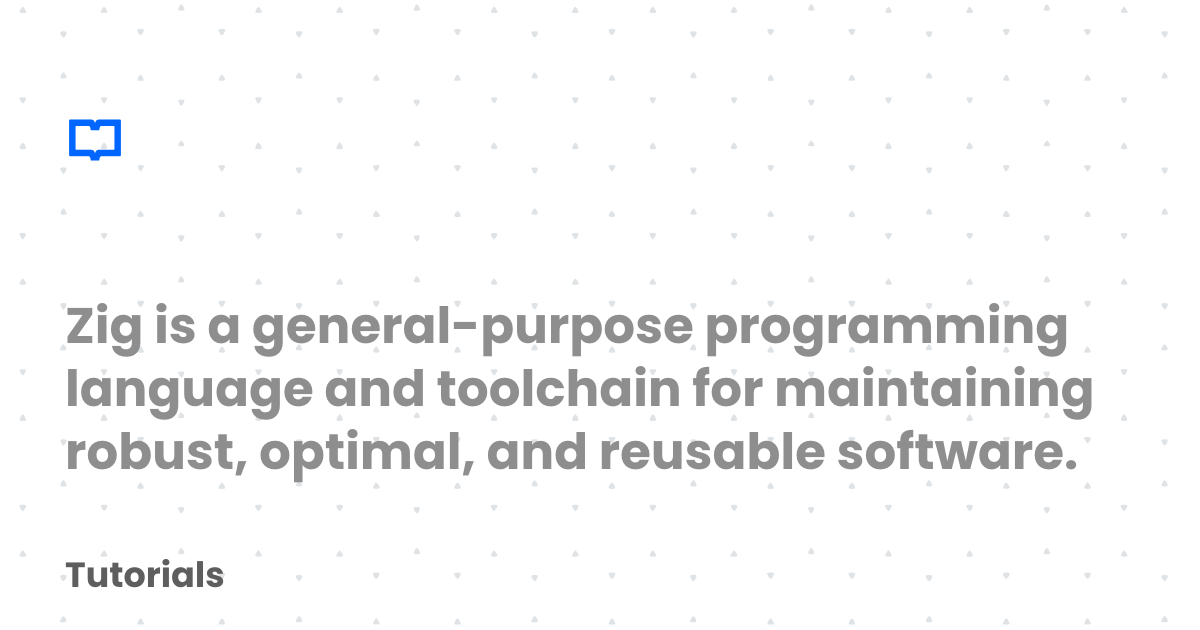 Zig is a general-purpose programming
language and toolchain for maintaining
robust, optimal, and reusable software.
Tutorials